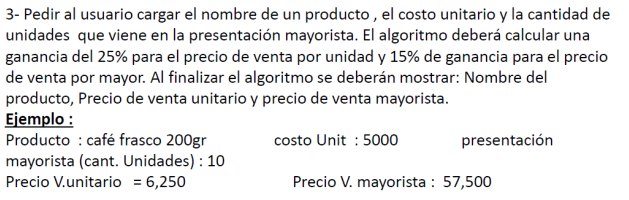 3- Pedir al usuario cargar el nombre de un producto , el costo unitario y la cantidad de
unidades  que viene en la presentación mayorista. El algoritmo deberá calcular una
ganancia del 25% para el precio de venta por unidad y 15% de ganancia para el precio
de venta por mayor. Al finalizar el algoritmo se deberán mostrar: Nombre del
producto, Precio de venta unitario y precio de venta mayorista.
Ejemplo :
Producto  : café frasco 200gr costo Unit  : 5000 presentación
mayorista (cant. Unidades) : 10
Precio V.unitario  = 6,250 Precio V. mayorista :  57,500